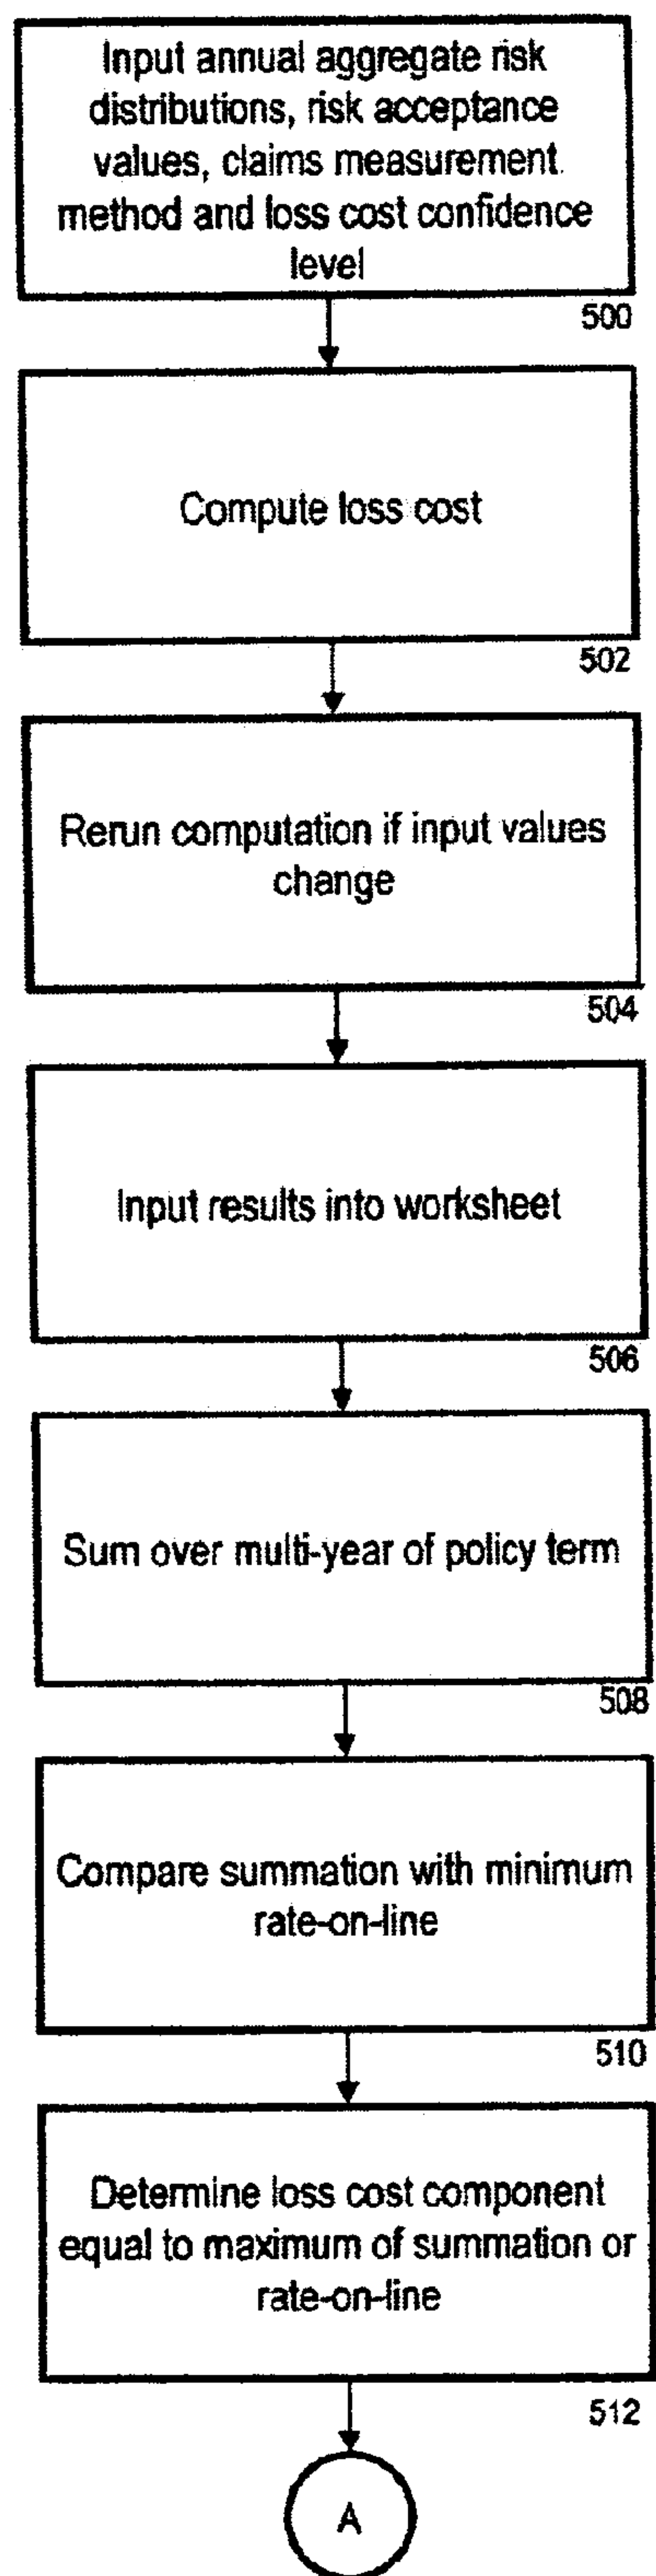 Input annual aggregate risk
distributions, risk acceptance
values, claims measurement
method and loss cost confidence
level
500
Compute loss cost
502
Rerun computation if input values
change
504
Input results into worksheet
506
Sum over multi-year of policy term
508
Compare summation with minimum
rate-on-line
510
Determine loss cost component
equal to maximum of summation or
rate-on-line
512
A